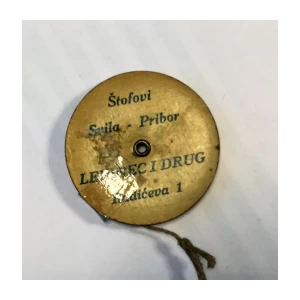 Štofovi
Svila - Pribor
I DRUG
1